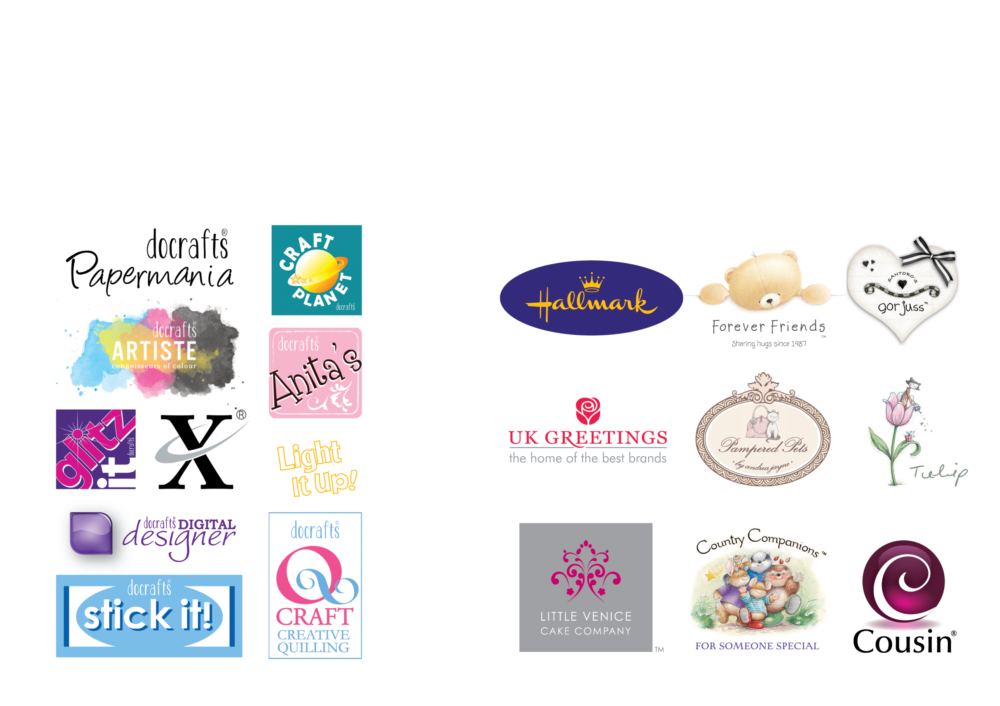 docrafts®
Papermania
CRAFT
PLANET
docrafts®
docrafts®
ARTISTE
connoisseurs of colour
docrafts®
Anita's
glitz
it
docrafts®
X®
Light
It Up!
docrafts® DIGITAL
designer
docrafts®
stick it!
docrafts®
Q
CRAFT
CREATIVE
QUILLING
Hallmark
Forever Friends
™
Sharing hugs since 1987
SANTORO'S
gorjuss™
UK GREETINGS
the home of the best brands
Pampered Pets
• by andrea jayne •
Tulip
LITTLE VENICE
CAKE COMPANY
TM
Country Companions™
FOR SOMEONE SPECIAL
Cousin®